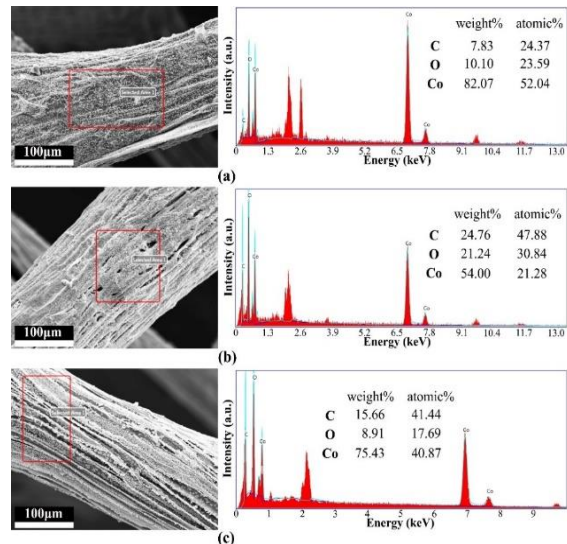 weight% atomic%
C 7.83 24.37
O 10.10 23.59
Co 82.07 52.04
Intensity (a.u.)
C O Co Co Co
Selected Area 1
100μm
0 1.3 2.6 3.9 5.2 6.5 7.8 9.1 10.4 11.7 13.0
Energy (keV)
(a)
weight% atomic%
C 24.76 47.88
O 21.24 30.84
Co 54.00 21.28
Intensity (a.u.)
C O Co Co Co
100μm
0 1.3 2.6 3.9 5.2 6.5 7.8 9.1 10.4 11.7 13.0
Energy (keV)
(b)
weight% atomic%
C 15.66 41.44
O 8.91 17.69
Co 75.43 40.87
Intensity (a.u.)
C O Co Co Co
100μm
0 1 2 3 4 5 6 7 8 9
Energy (keV)
(c)